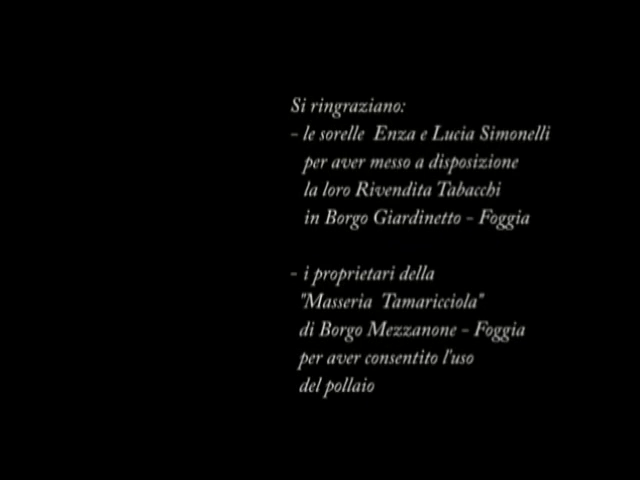 Si ringraziano:
- le sorelle Enza e Lucia Simonelli
per aver messo a disposizione
la loro Rivendita Tabacchi
in Borgo Giardinetto - Foggia
- i proprietari della
"Masseria Tamaricciola"
di Borgo Mezzanone - Foggia
per aver consentito l'uso
del pollaio